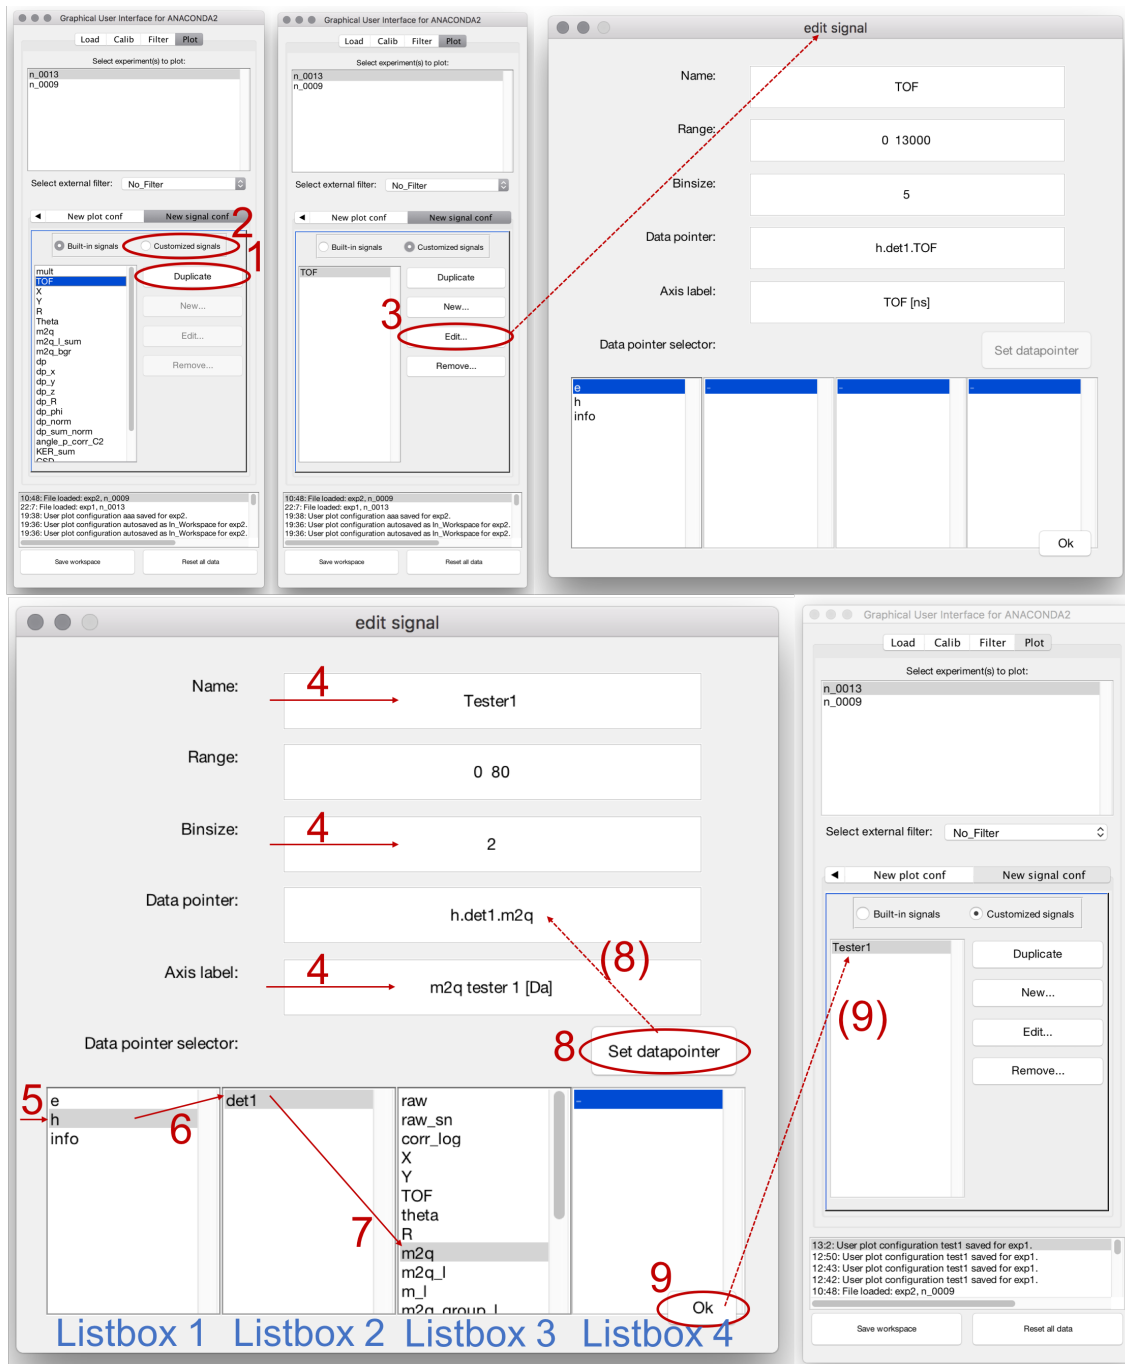 Graphical User Interface for ANACONDA2
Load Calib Filter Plot
Select experiment(s) to plot:
n_0013
n_0009
Select external filter: No_Filter
◀ New plot conf New signal conf
2
Built-in signals Customized signals
1
mult
TOF
X
Y
R
Theta
m2q
m2q_l_sum
m2q_bgr
dp
dp_x
dp_y
dp_z
dp_R
dp_phi
dp_norm
dp_sum_norm
angle_p_corr_C2
KER_sum
CSD
Duplicate
New...
Edit...
Remove...
10:48: File loaded: exp2, n_0009
22:7: File loaded: exp1, n_0013
19:38: User plot configuration aaa saved for exp2.
19:36: User plot configuration autosaved as In_Workspace for exp2.
19:36: User plot configuration autosaved as In_Workspace for exp2.
Save workspace Reset all data
Graphical User Interface for ANACONDA2
Load Calib Filter Plot
Select experiment(s) to plot:
n_0013
n_0009
Select external filter: No_Filter
◀ New plot conf New signal conf
Built-in signals Customized signals
TOF
Duplicate
New...
3
Edit...
Remove...
10:48: File loaded: exp2, n_0009
22:7: File loaded: exp1, n_0013
19:38: User plot configuration aaa saved for exp2.
19:36: User plot configuration autosaved as In_Workspace for exp2.
19:36: User plot configuration autosaved as In_Workspace for exp2.
Save workspace Reset all data
edit signal
Name: TOF
Range: 0 13000
Binsize: 5
Data pointer: h.det1.TOF
Axis label: TOF [ns]
Data pointer selector: Set datapointer
e
h
info
-
-
-
Ok
edit signal
Name: 4 Tester1
Range: 0 80
Binsize: 4 2
Data pointer: h.det1.m2q
(8)
Axis label: 4 m2q tester 1 [Da]
Data pointer selector: 8 Set datapointer
5
e
h
info
6
det1
7
raw
raw_sn
corr_log
X
Y
TOF
theta
R
m2q
m2q_l
m_l
m2q_group_l
-
9
Ok
Listbox 1 Listbox 2 Listbox 3 Listbox 4
Graphical User Interface for ANACONDA2
Load Calib Filter Plot
Select experiment(s) to plot:
n_0013
n_0009
Select external filter: No_Filter
◀ New plot conf New signal conf
Built-in signals Customized signals
Tester1
(9)
Duplicate
New...
Edit...
Remove...
13:2: User plot configuration test1 saved for exp1.
12:50: User plot configuration test1 saved for exp1.
12:43: User plot configuration test1 saved for exp1.
12:42: User plot configuration test1 saved for exp1.
10:48: File loaded: exp2, n_0009
Save workspace Reset all data